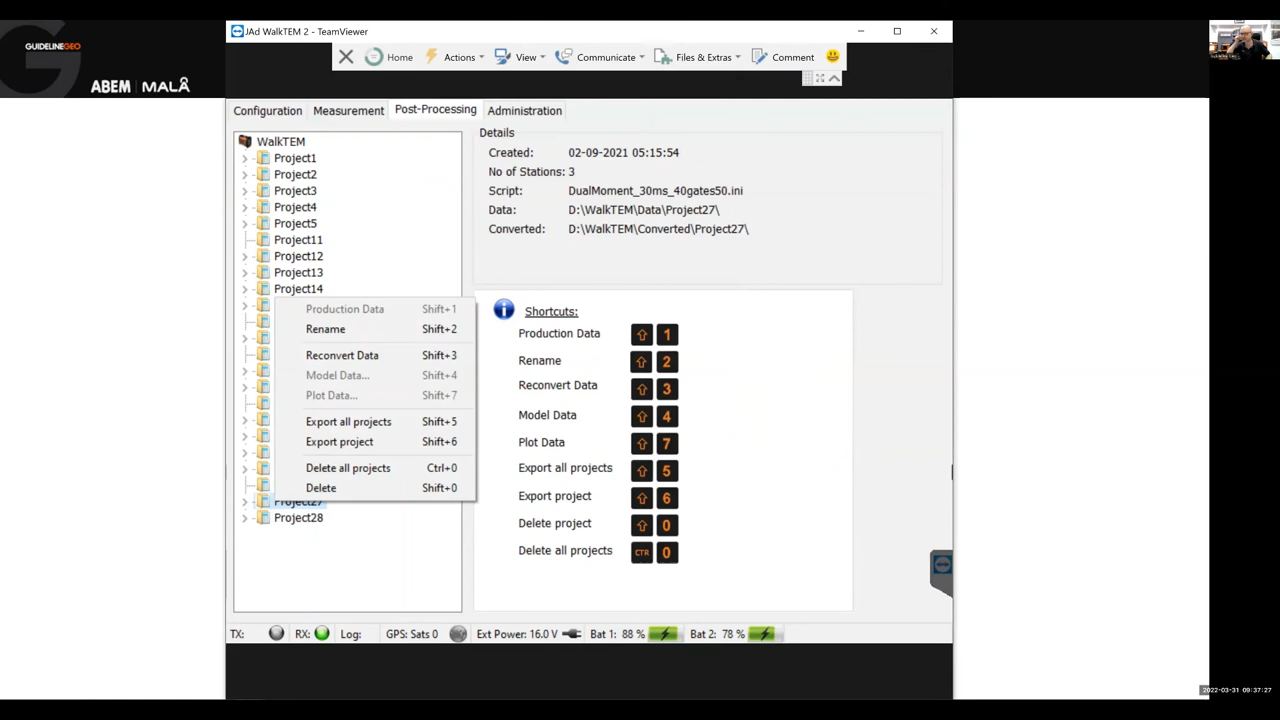 GUIDELINEGEO
ABEM MALÅ
JAd WalkTEM 2 - TeamViewer
Home Actions View Communicate Files & Extras Comment
Configuration Measurement Post-Processing Administration
WalkTEM
Project1
Project2
Project3
Project4
Project5
Project11
Project12
Project13
Project14
Production Data Shift+1
Rename Shift+2
Reconvert Data Shift+3
Model Data... Shift+4
Plot Data... Shift+7
Export all projects Shift+5
Export project Shift+6
Delete all projects Ctrl+0
Delete Shift+0
Project27
Project28
Details
Created: 02-09-2021 05:15:54
No of Stations: 3
Script: DualMoment_30ms_40gates50.ini
Data: D:\WalkTEM\Data\Project27\
Converted: D:\WalkTEM\Converted\Project27\
Shortcuts:
Production Data 1
Rename 2
Reconvert Data 3
Model Data 4
Plot Data 7
Export all projects 5
Export project 6
Delete project 0
Delete all projects CTR 0
TX: RX: Log: GPS: Sats 0 Ext Power: 16.0 V Bat 1: 88 % Bat 2: 78 %
2022-03-31 09:37:27